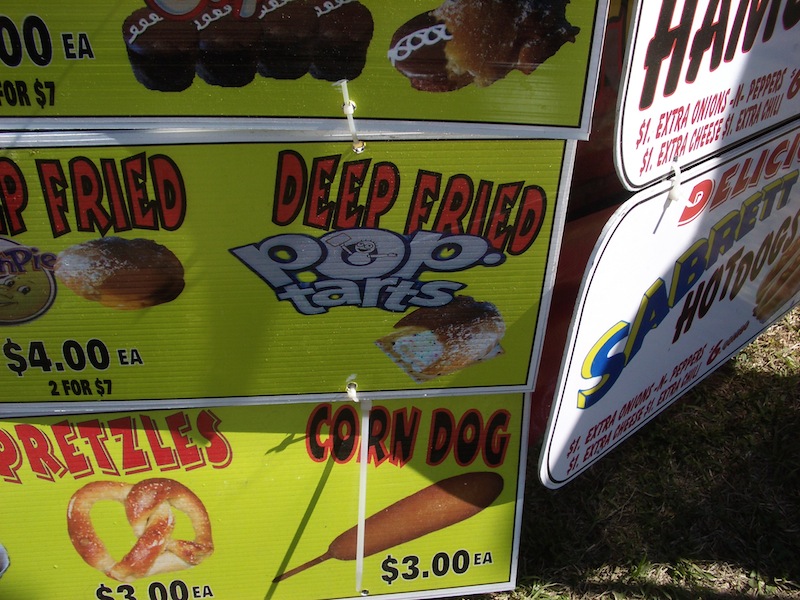 00 EA
FOR $7
P FRIED
nPie
$4.00 EA
2 FOR $7
DEEP FRIED
POP.
tarts
PRETZLES
$3.00 EA
CORN DOG
$3.00 EA
HAM
$1. EXTRA ONIONS -N- PEPPERS
$1. EXTRA CHEESE $1. EXTRA CHILI
DELICI
SABRETT
HOTDOGS
$1. EXTRA ONIONS -N- PEPPERS
$1. EXTRA CHEESE $1. EXTRA CHILI